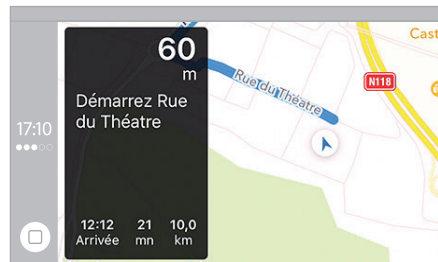 60
m
Démarrez Rue
du Théatre
17:10
12:12 21 10,0
Arrivée mn km
Rue du Théatre
N118
Cast